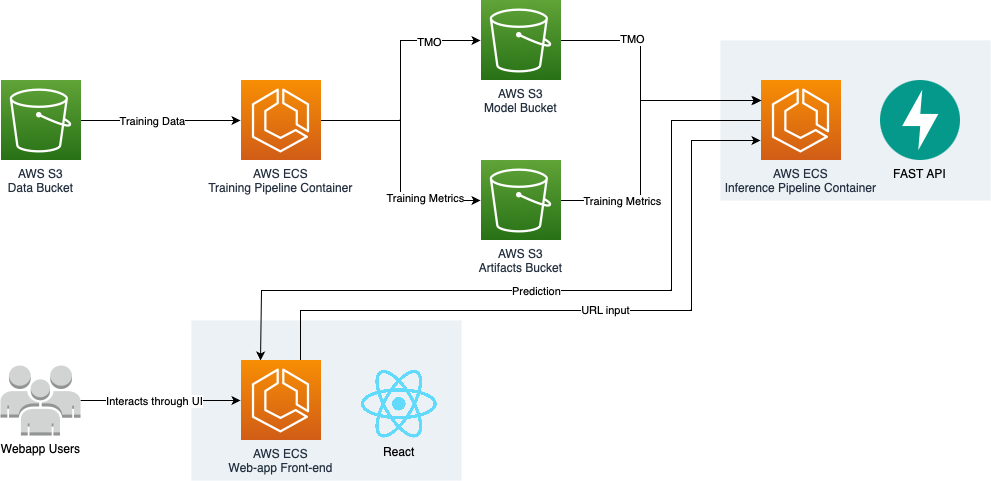 TMO
TMO
AWS S3
Model Bucket
Training Data
AWS S3
Data Bucket
AWS ECS
Training Pipeline Container
AWS ECS
Inference Pipeline Container
FAST API
Training Metrics
Training Metrics
AWS S3
Artifacts Bucket
Prediction
URL input
Interacts through UI
Webapp Users
AWS ECS
Web-app Front-end
React